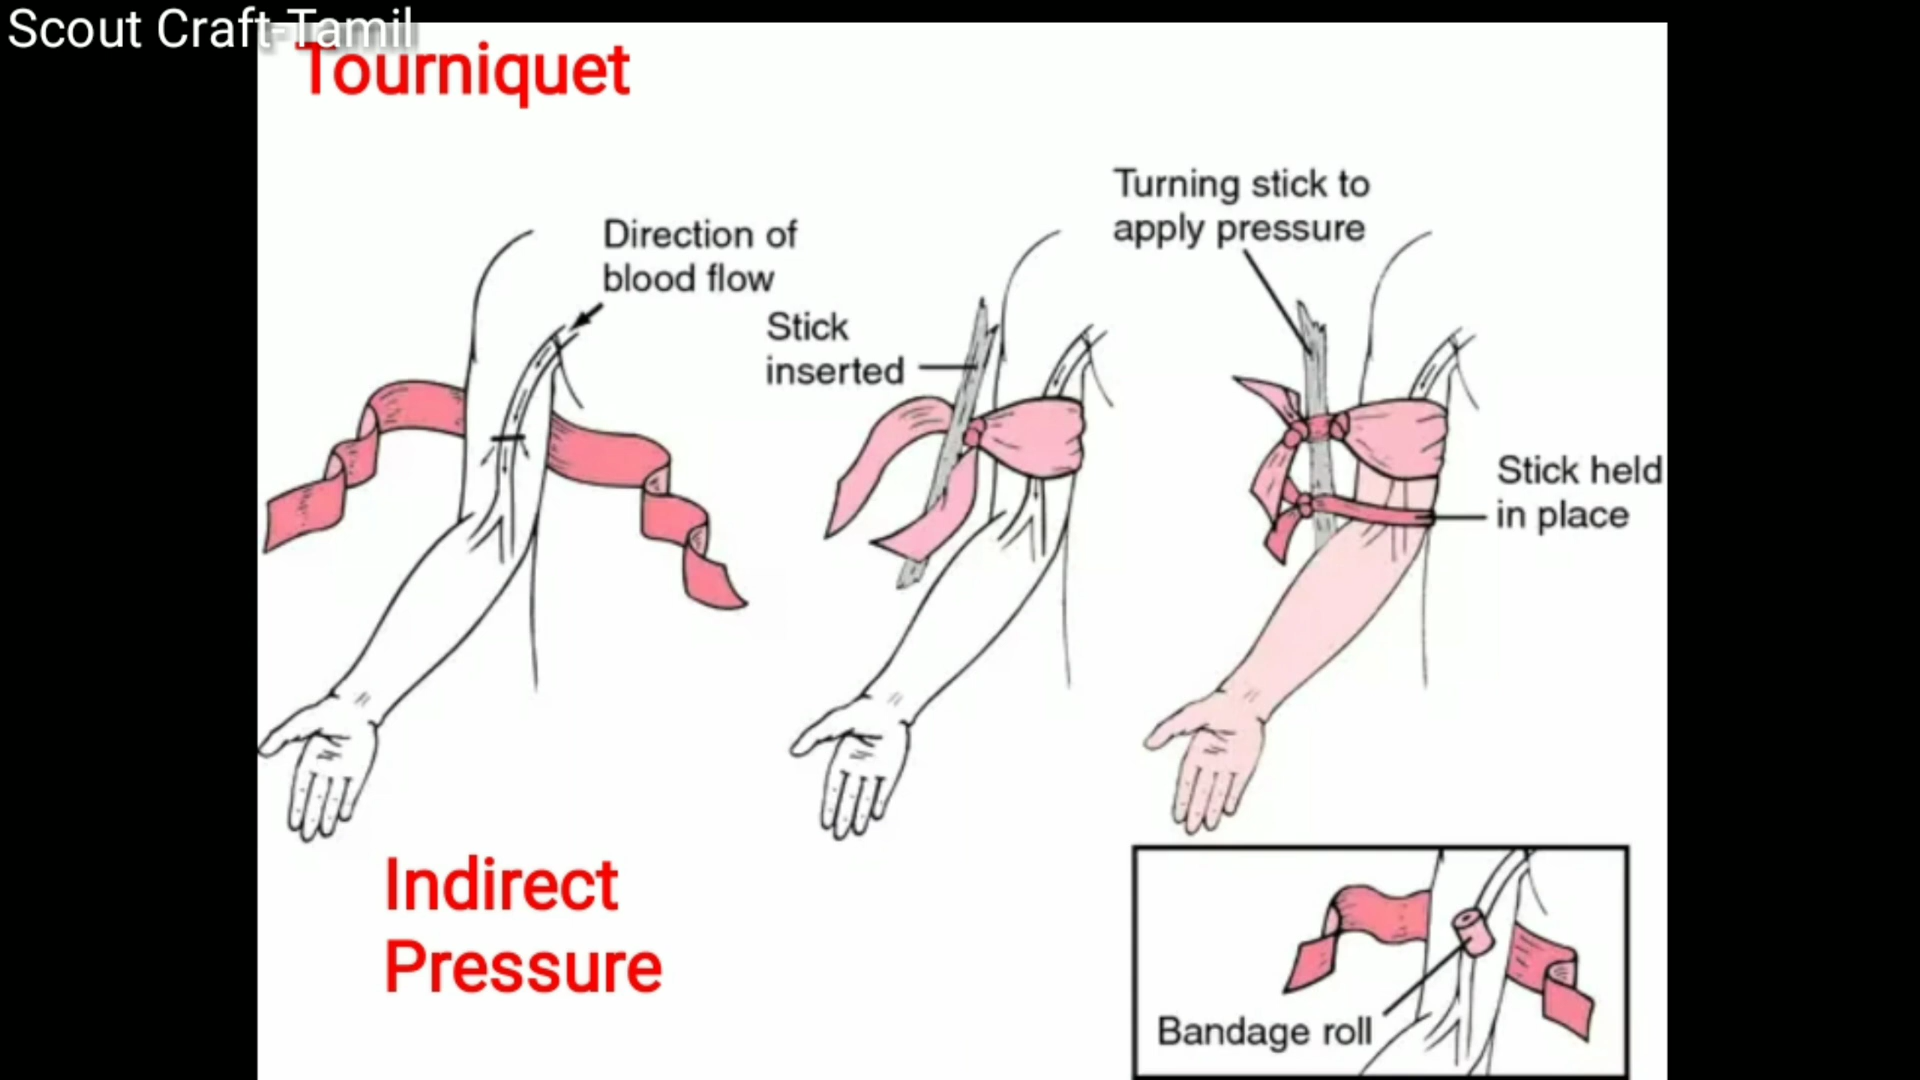 Scout Craft-Tamil
Tourniquet
Turning stick to
apply pressure
Direction of
blood flow
Stick
inserted
Stick held
in place
Indirect
Pressure
Bandage roll